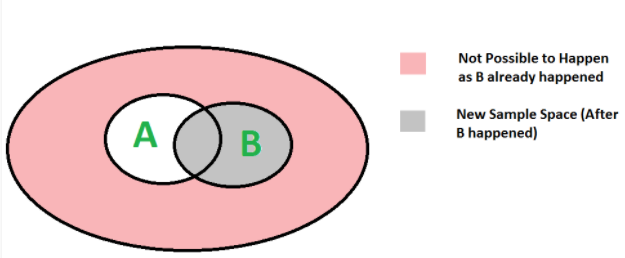 A
B
Not Possible to Happen
as B already happened
New Sample Space (After
B happened)